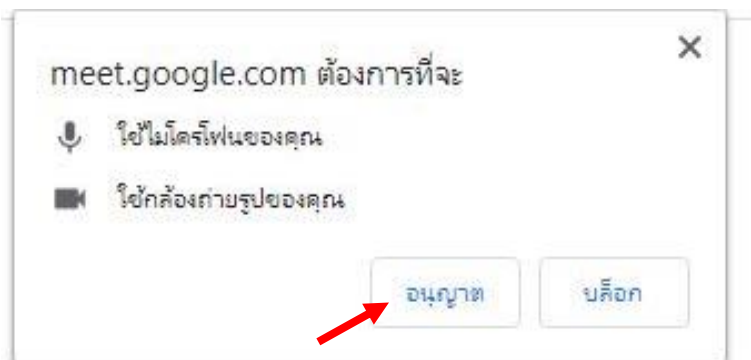 meet.google.com ต้องการที่จะ
ใช้ไมโครโฟนของคุณ
ใช้กล้องถ่ายรูปของคุณ
อนุญาต บล็อก